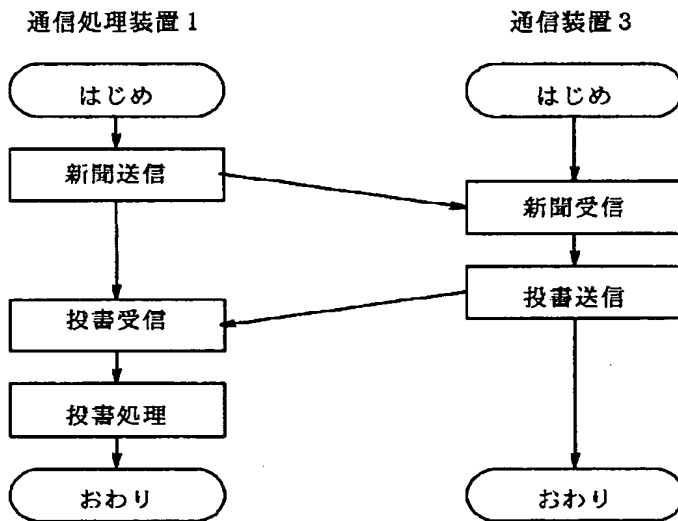 通信処理装置1
はじめ
新聞送信
投書受信
投書処理
おわり
通信装置3
はじめ
新聞受信
投書送信
おわり